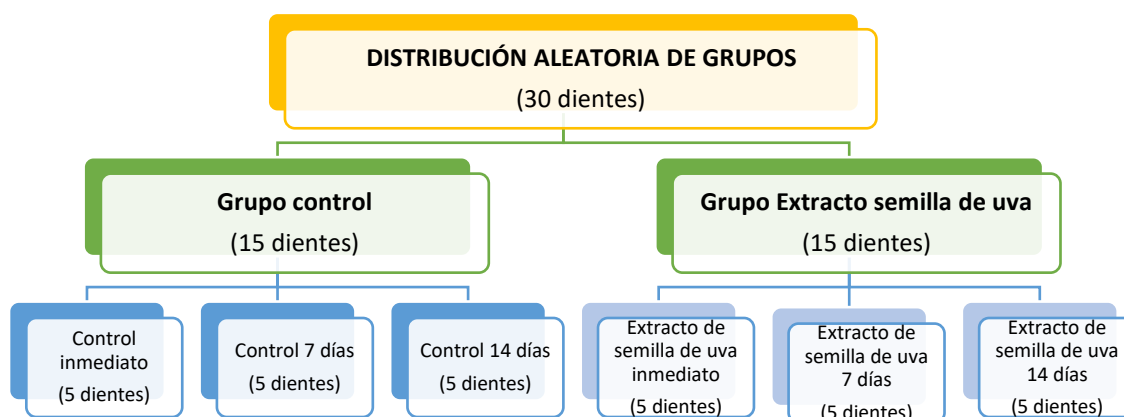 DISTRIBUCIÓN ALEATORIA DE GRUPOS
(30 dientes)
Grupo control
(15 dientes)
Grupo Extracto semilla de uva
(15 dientes)
Control
inmediato
(5 dientes)
Control 7 días
(5 dientes)
Control 14 días
(5 dientes)
Extracto de
semilla de uva
inmediato
(5 dientes)
Extracto de
semilla de uva
7 días
(5 dientes)
Extracto de
semilla de uva
14 días
(5 dientes)